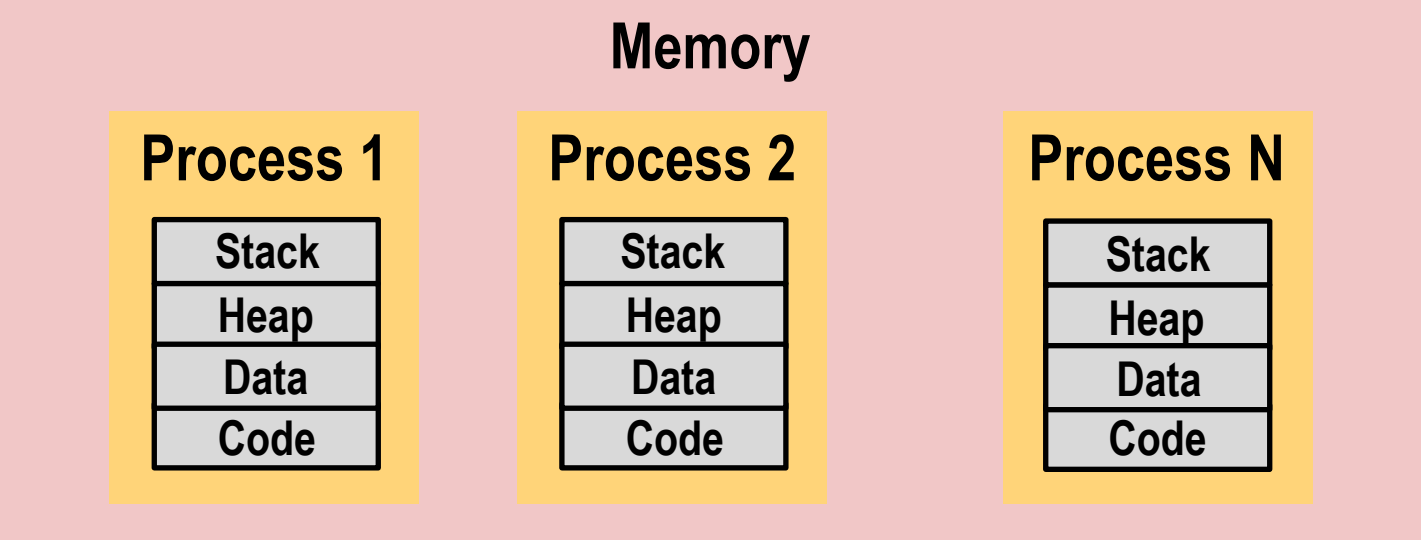 Memory
Process 1
Stack
Heap
Data
Code
Process 2
Stack
Heap
Data
Code
Process N
Stack
Heap
Data
Code